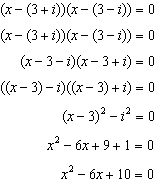 (x − (3 + i))(x − (3 − i)) = 0
(x − (3 + i))(x − (3 − i)) = 0
(x − 3 − i)(x − 3 + i) = 0
((x − 3) − i)((x − 3) + i) = 0
(x − 3)² − i² = 0
x² − 6x + 9 + 1 = 0
x² − 6x + 10 = 0